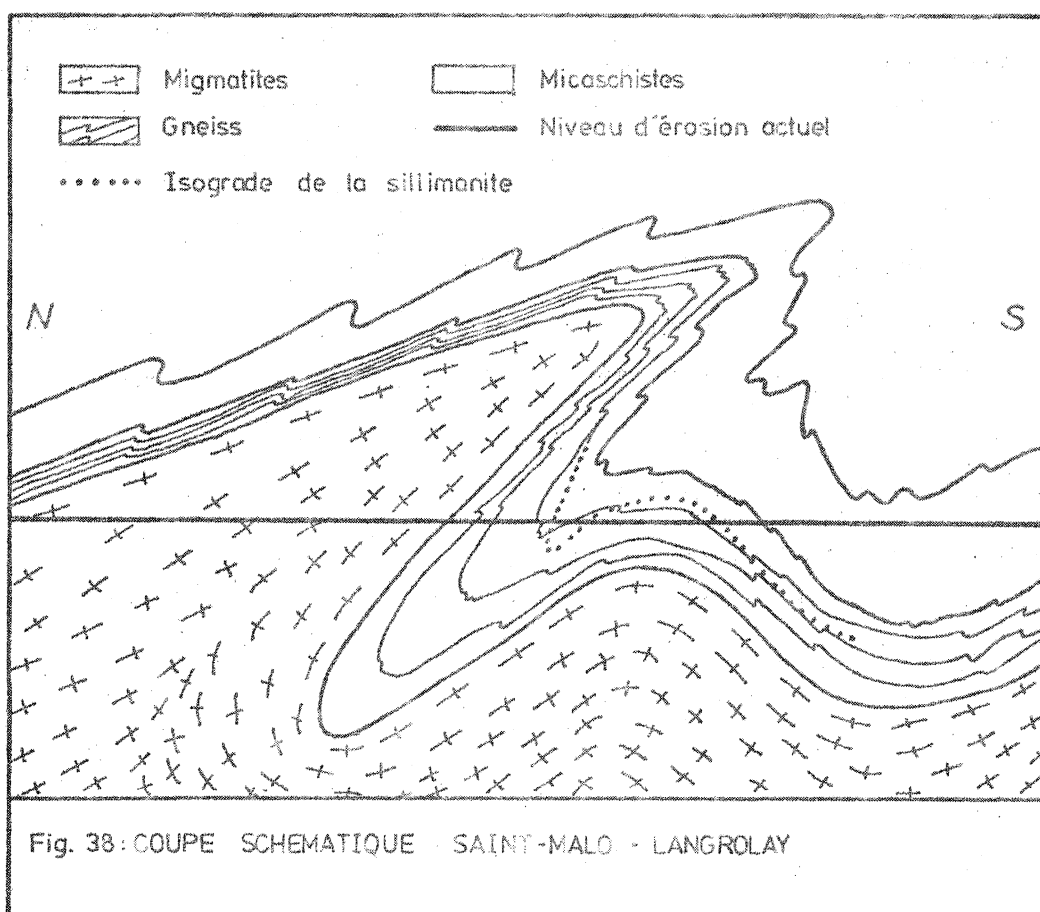 Migmatites
Micaschistes
Gneiss
Niveau d'érosion actuel
Isograde de la sillimanite
N
S
Fig. 38: COUPE SCHEMATIQUE SAINT-MALO - LANGROLAY